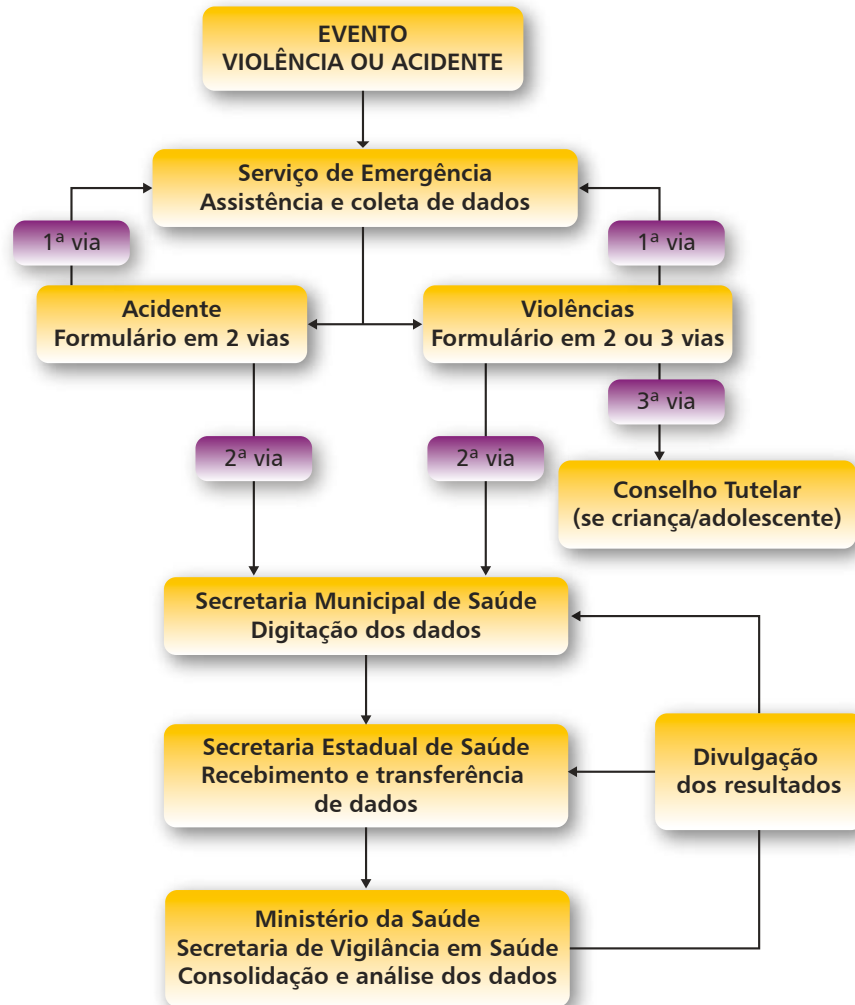 EVENTO
VIOLÊNCIA OU ACIDENTE
Serviço de Emergência
Assistência e coleta de dados
1ª via
1ª via
Acidente
Formulário em 2 vias
Violências
Formulário em 2 ou 3 vias
3ª via
2ª via
2ª via
Conselho Tutelar
(se criança/adolescente)
Secretaria Municipal de Saúde
Digitação dos dados
Secretaria Estadual de Saúde
Recebimento e transferência
de dados
Divulgação
dos resultados
Ministério da Saúde
Secretaria de Vigilância em Saúde
Consolidação e análise dos dados